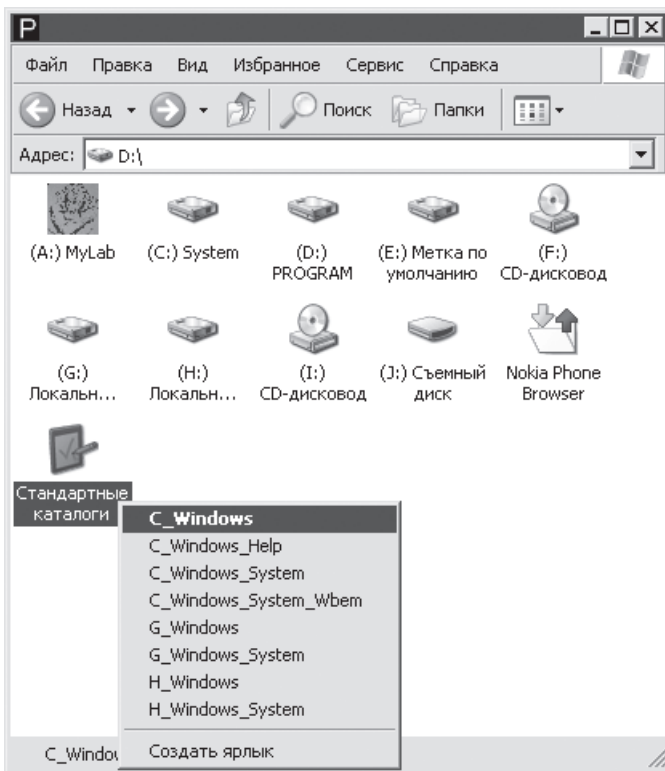 P
Файл Правка Вид Избранное Сервис Справка
Назад Поиск Папки
Адрес: D:\
(A:) MyLab (C:) System (D:) PROGRAM (E:) Метка по умолчанию (F:) CD-дисковод
(G:) Локальн... (H:) Локальн... (I:) CD-дисковод (J:) Съемный диск Nokia Phone Browser
Стандартные
каталоги
C_Windows
C_Windows_Help
C_Windows_System
C_Windows_System_Wbem
G_Windows
G_Windows_System
H_Windows
H_Windows_System
Создать ярлык
C_Windo